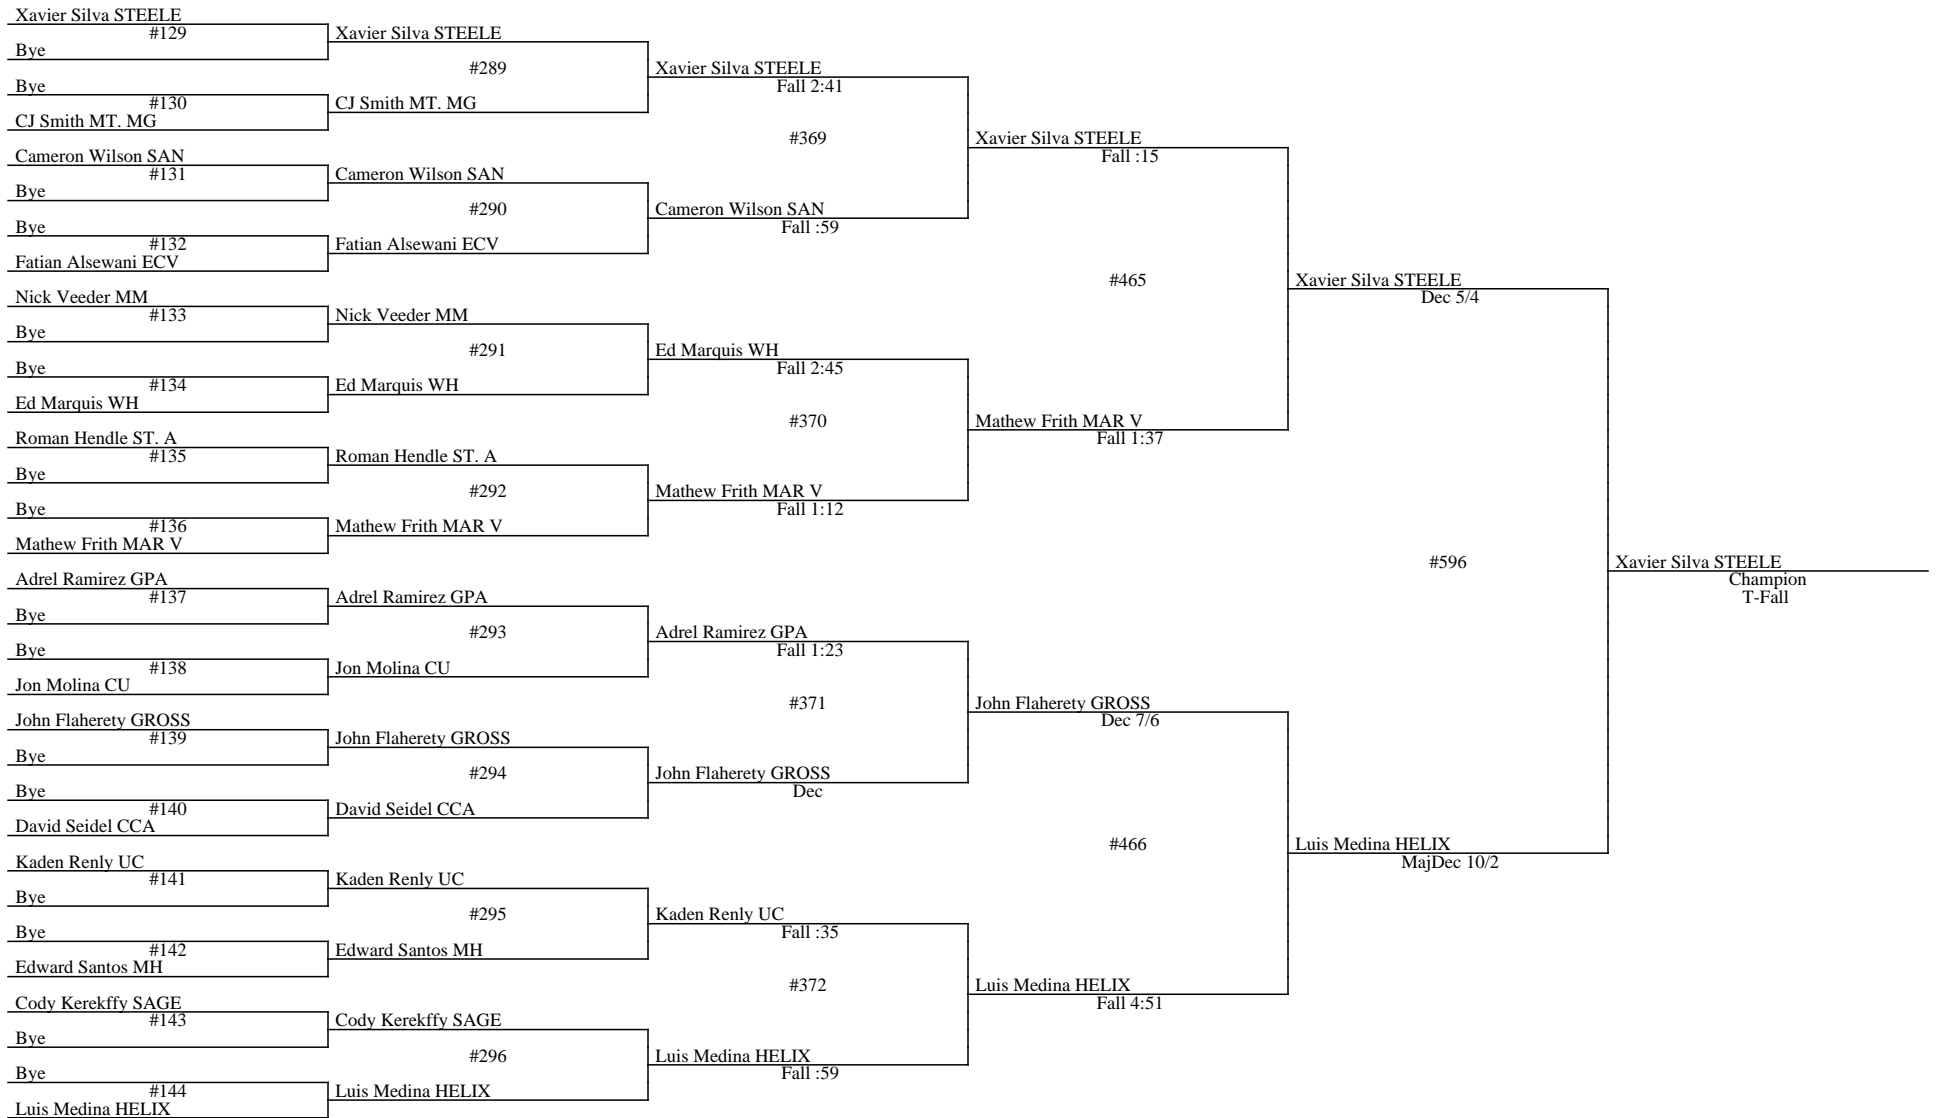 Xavier Silva STEELE
#129
Bye
Bye
#130
CJ Smith MT. MG
Cameron Wilson SAN
#131
Bye
Bye
#132
Fatian Alsewani ECV
Nick Veeder MM
#133
Bye
Bye
#134
Ed Marquis WH
Roman Hendle ST. A
#135
Bye
Bye
#136
Mathew Frith MAR V
Adrel Ramirez GPA
#137
Bye
Bye
#138
Jon Molina CU
John Flaherety GROSS
#139
Bye
Bye
#140
David Seidel CCA
Kaden Renly UC
#141
Bye
Bye
#142
Edward Santos MH
Cody Kerekffy SAGE
#143
Bye
Bye
#144
Luis Medina HELIX
Xavier Silva STEELE
#289
CJ Smith MT. MG
Cameron Wilson SAN
#290
Fatian Alsewani ECV
Nick Veeder MM
#291
Ed Marquis WH
Roman Hendle ST. A
#292
Mathew Frith MAR V
Adrel Ramirez GPA
#293
Jon Molina CU
John Flaherety GROSS
#294
David Seidel CCA
Kaden Renly UC
#295
Edward Santos MH
Cody Kerekffy SAGE
#296
Luis Medina HELIX
Xavier Silva STEELE
Fall 2:41
#369
Cameron Wilson SAN
Fall :59
Ed Marquis WH
Fall 2:45
#370
Mathew Frith MAR V
Fall 1:12
Adrel Ramirez GPA
Fall 1:23
#371
John Flaherety GROSS
Dec
Kaden Renly UC
Fall :35
#372
Luis Medina HELIX
Fall :59
Xavier Silva STEELE
Fall :15
#465
Mathew Frith MAR V
Fall 1:37
John Flaherety GROSS
Dec 7/6
#466
Luis Medina HELIX
Fall 4:51
Xavier Silva STEELE
Dec 5/4
#596
Luis Medina HELIX
MajDec 10/2
Xavier Silva STEELE
Champion
T-Fall